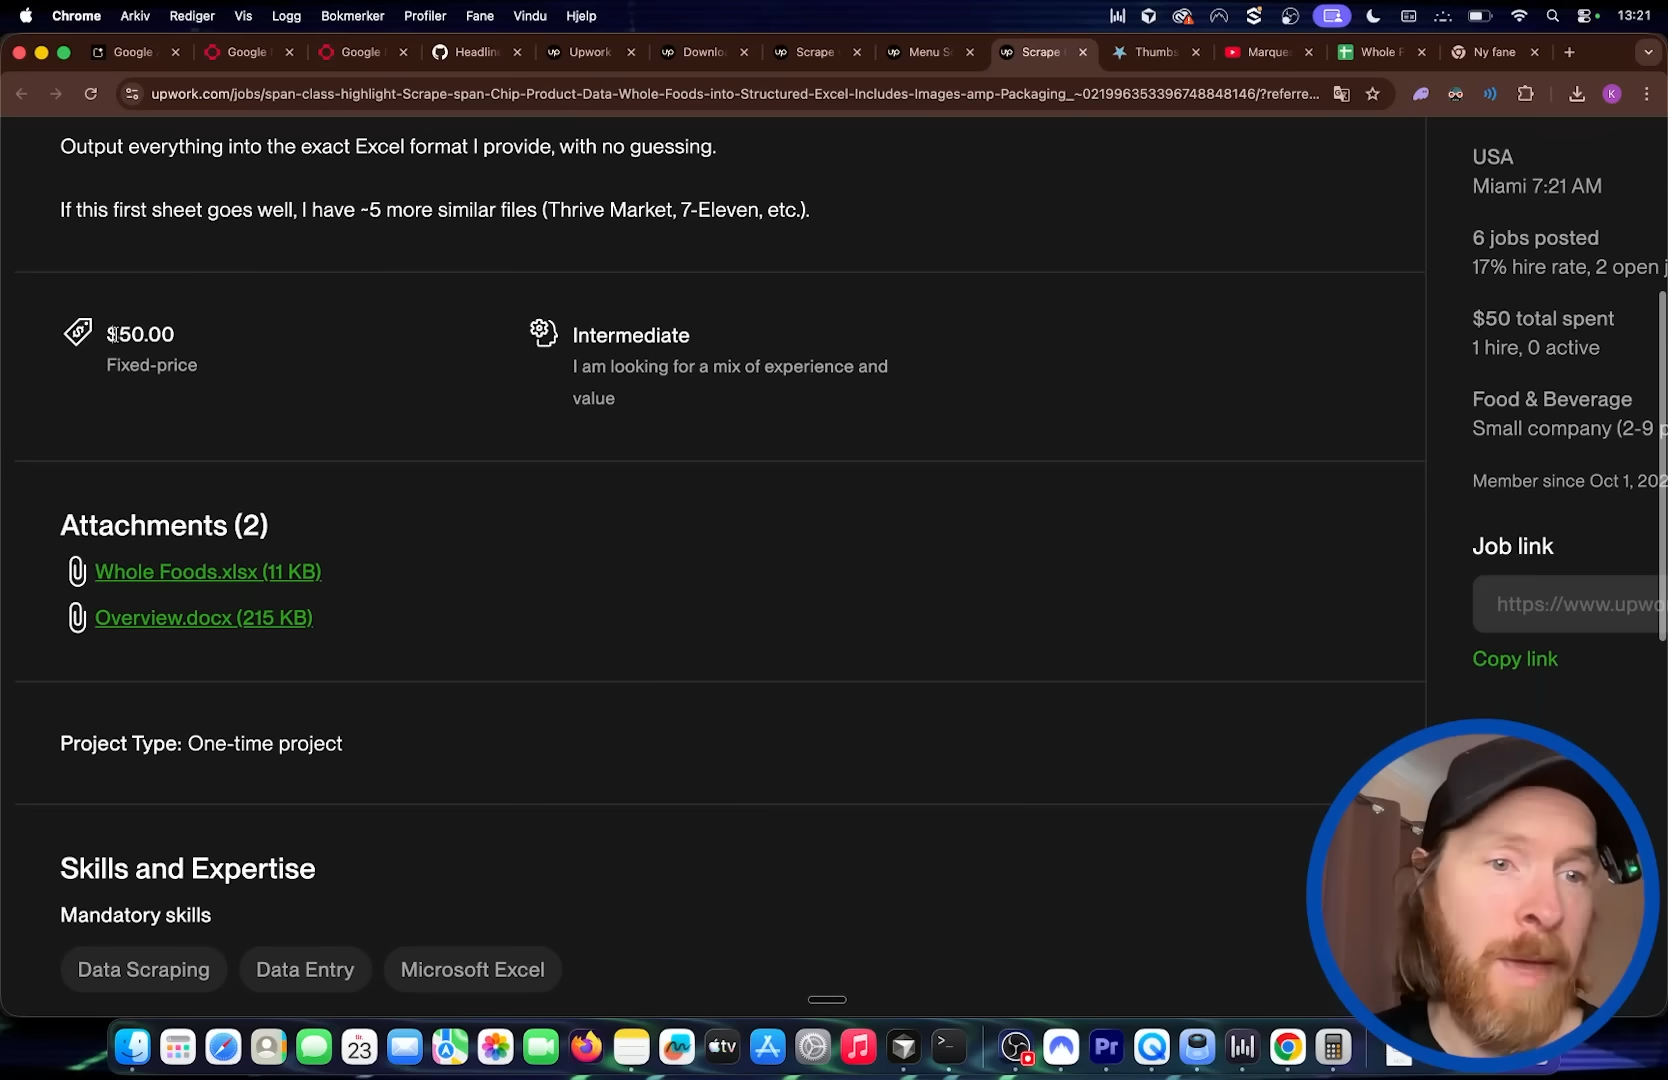 Chrome Arkiv Rediger Vis Logg Bokmerker Profiler Fane Vindu Hjelp 13:21
Google Google Google Headlin Upwork Downlo Scrape Menu S Scrape Thumbs Marque Whole F Ny fane
upwork.com/jobs/span-class-highlight-Scrape-span-Chip-Product-Data-Whole-Foods-into-Structured-Excel-Includes-Images-amp-Packaging_~021996353396748848146/?referre...
K
Output everything into the exact Excel format I provide, with no guessing.
If this first sheet goes well, I have ~5 more similar files (Thrive Market, 7-Eleven, etc.).
$50.00
Fixed-price
Intermediate
I am looking for a mix of experience and
value
Attachments (2)
Whole Foods.xlsx (11 KB)
Overview.docx (215 KB)
Project Type: One-time project
Skills and Expertise
Mandatory skills
Data Scraping Data Entry Microsoft Excel
USA
Miami 7:21 AM
6 jobs posted
17% hire rate, 2 open j
$50 total spent
1 hire, 0 active
Food & Beverage
Small company (2-9 p
Member since Oct 1, 202
Job link
https://www.upwo
Copy link
23
tv
Pr